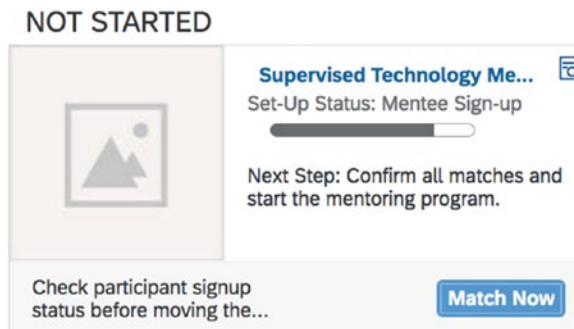 NOT STARTED
Supervised Technology Me...
Set-Up Status: Mentee Sign-up
Next Step: Confirm all matches and
start the mentoring program.
Check participant signup
status before moving the...
Match Now